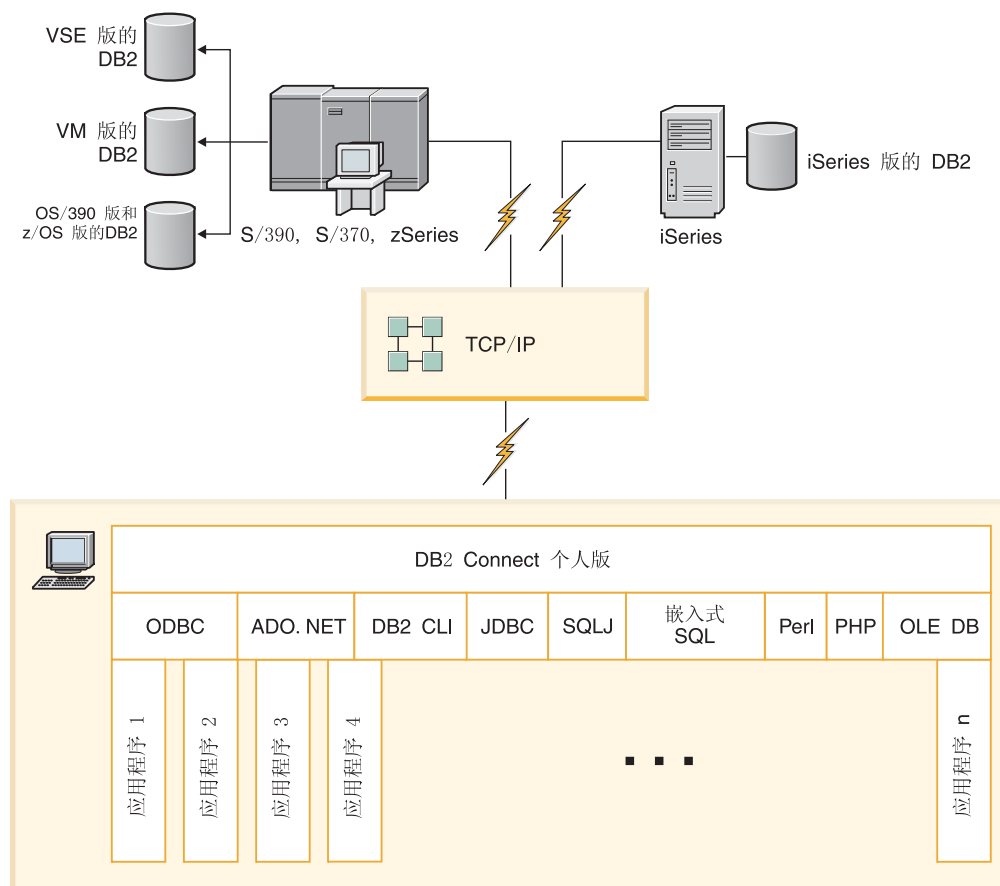 VSE 版的
DB2
VM 版的
DB2
OS/390 版和
z/OS 版的DB2
S/390, S/370, zSeries
iSeries
iSeries 版的 DB2
TCP/IP
DB2 Connect 个人版
ODBC
ADO.NET
DB2 CLI
JDBC
SQLJ
嵌入式
SQL
Perl
PHP
OLE DB
应用程序 1
应用程序 2
应用程序 3
应用程序 4
应用程序 n